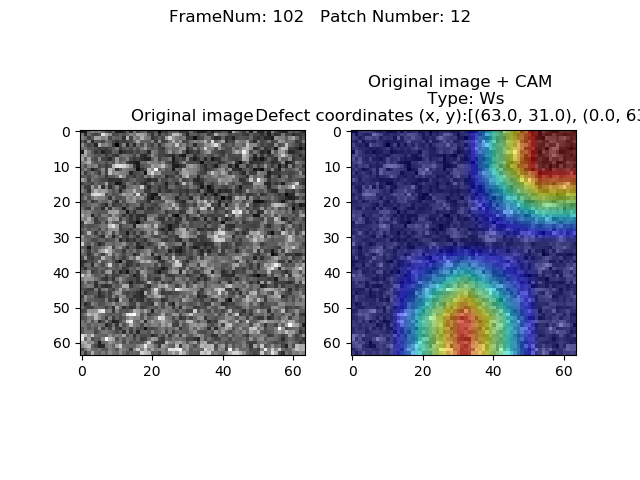 FrameNum: 102   Patch Number: 12
Original image
0
10
20
30
40
50
60
0 20 40 60
Original image + CAM
Type: Ws
Defect coordinates (x, y):[(63.0, 31.0), (0.0, 63
0
10
20
30
40
50
60
0 20 40 60